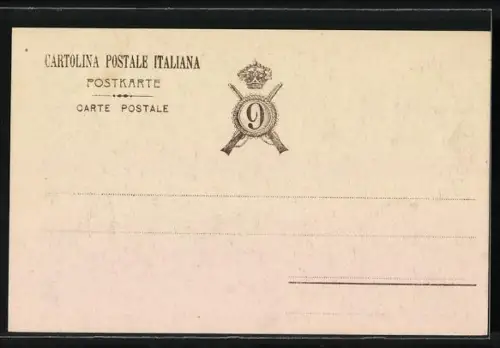 CARTOLINA POSTALE ITALIANA
POSTKARTE
CARTE POSTALE
9